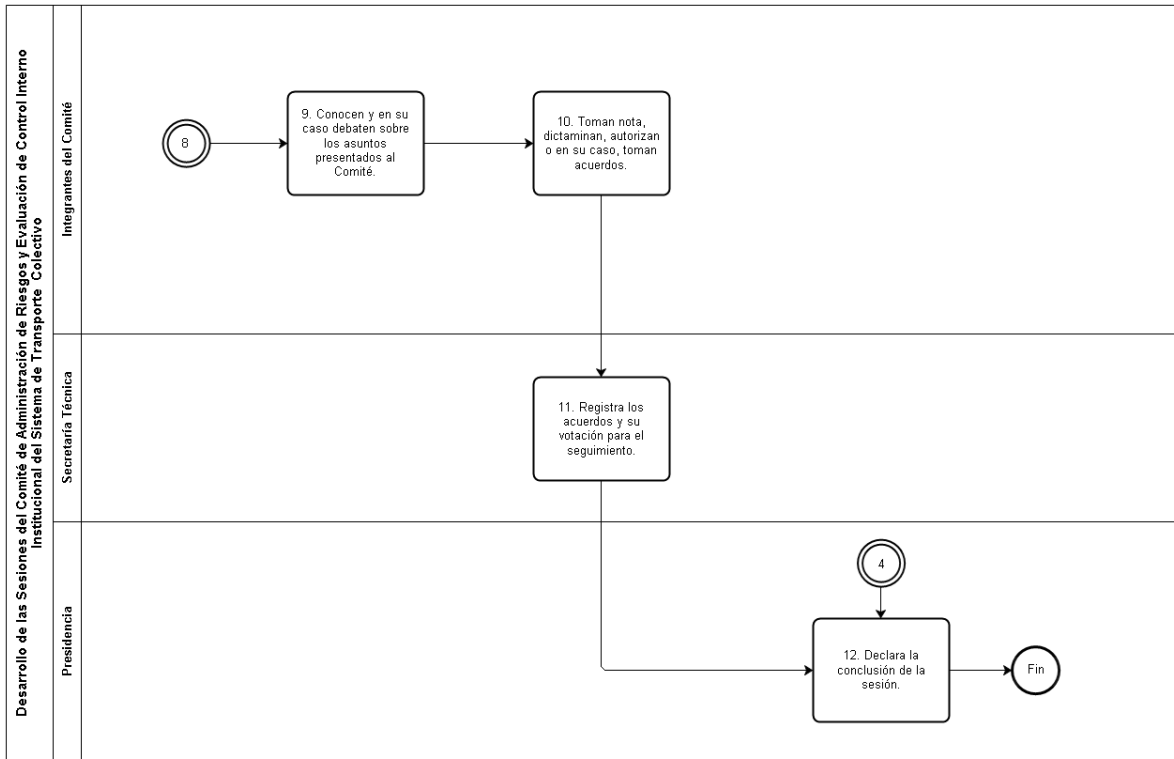 Desarrollo de las Sesiones del Comité de Administración de Riesgos y Evaluación de Control Interno
Institucional del Sistema de Transporte Colectivo
Integrantes del Comité
8
9. Conocen y en su
caso debaten sobre
los asuntos
presentados al
Comité.
10. Toman nota,
dictaminan, autorizan
o en su caso, toman
acuerdos.
Secretaría Técnica
11. Registra los
acuerdos y su
votación para el
seguimiento.
Presidencia
4
12. Declara la
conclusión de la
sesión.
Fin